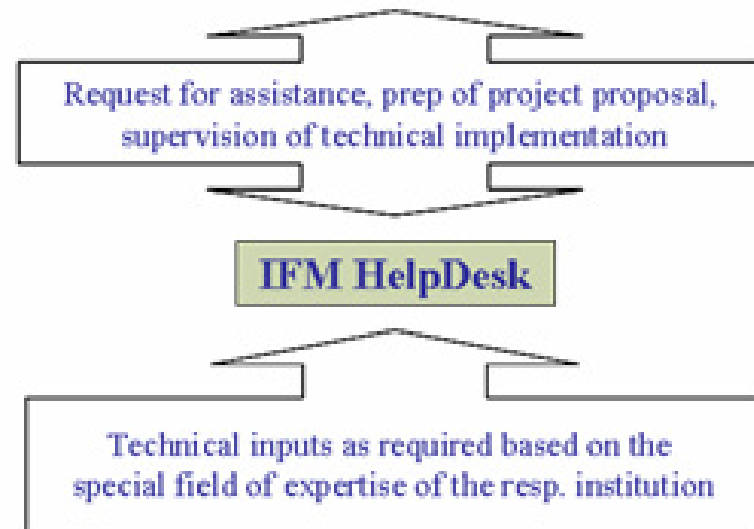 Request for assistance, prep of project proposal,
supervision of technical implementation
IFM HelpDesk
Technical inputs as required based on the
special field of expertise of the resp. institution